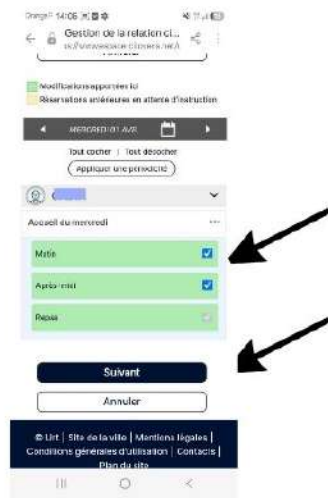 Orange F 14:06
Gestion de la relation ci...
Annuler
Modifications apportées ici
Réservations antérieures en attente d'instruction
MERCREDI 01 AVR.
Tout cocher | Tout décocher
Appliquer une périodicité
Accueil du mercredi
Matin
Après-midi
Repas
Suivant
Annuler
© Urt | Site de la ville | Mentions légales |
Conditions générales d'utilisation | Contacts |
Plan du site